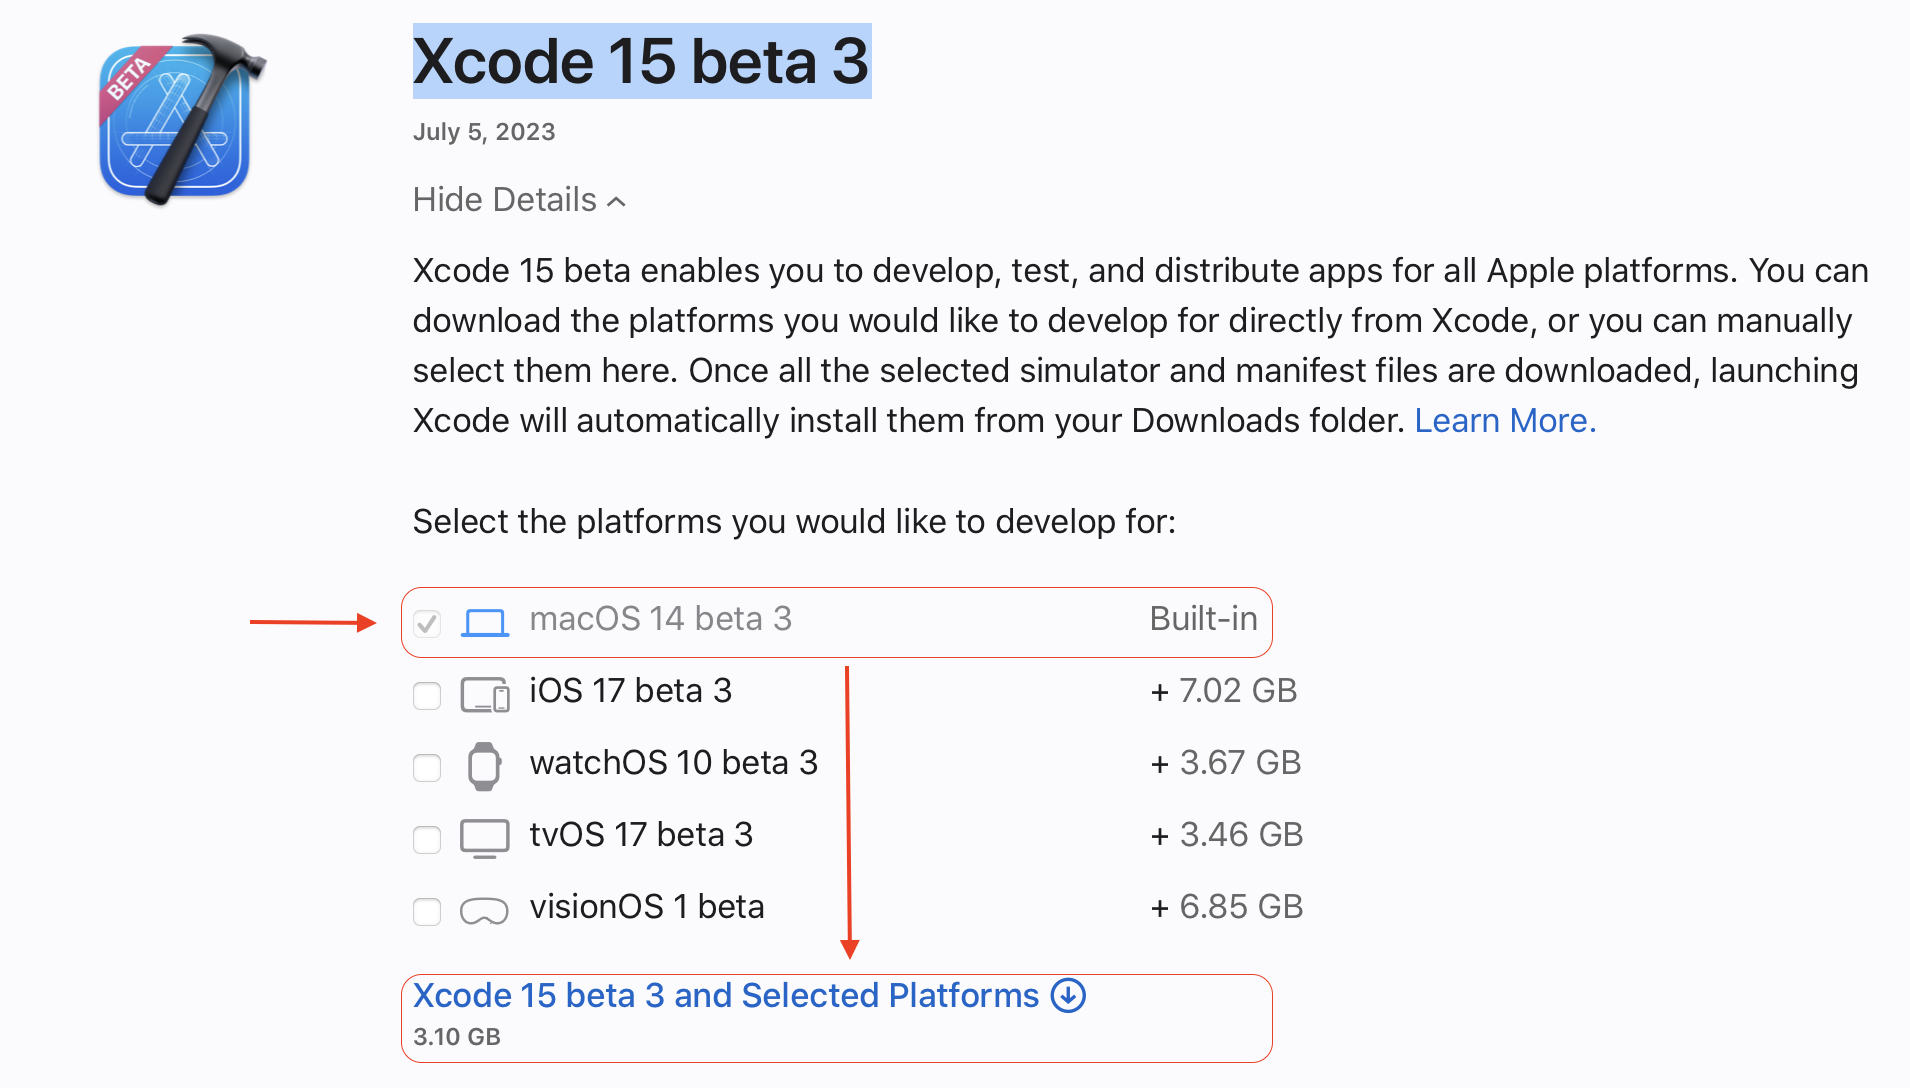 BETA
Xcode 15 beta 3
July 5, 2023
Hide Details
Xcode 15 beta enables you to develop, test, and distribute apps for all Apple platforms. You can
download the platforms you would like to develop for directly from Xcode, or you can manually
select them here. Once all the selected simulator and manifest files are downloaded, launching
Xcode will automatically install them from your Downloads folder. Learn More.
Select the platforms you would like to develop for:
macOS 14 beta 3 Built-in
iOS 17 beta 3 + 7.02 GB
watchOS 10 beta 3 + 3.67 GB
tvOS 17 beta 3 + 3.46 GB
visionOS 1 beta + 6.85 GB
Xcode 15 beta 3 and Selected Platforms
3.10 GB